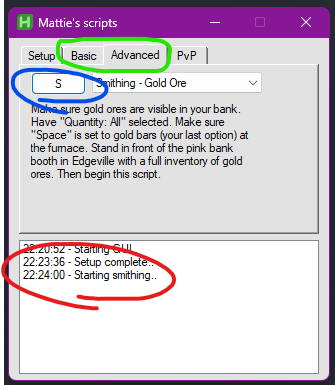 H Mattie's scripts
Setup Basic Advanced PvP
S Smithing - Gold Ore
Make sure gold ores are visible in your bank.
Have "Quantity: All" selected. Make sure
"Space" is set to gold bars (your last option) at
the furnace. Stand in front of the pink bank
booth in Edgeville with a full inventory of gold
ores. Then begin this script.
22:20:52 - Starting GUI..
22:23:36 - Setup complete..
22:24:00 - Starting smithing..